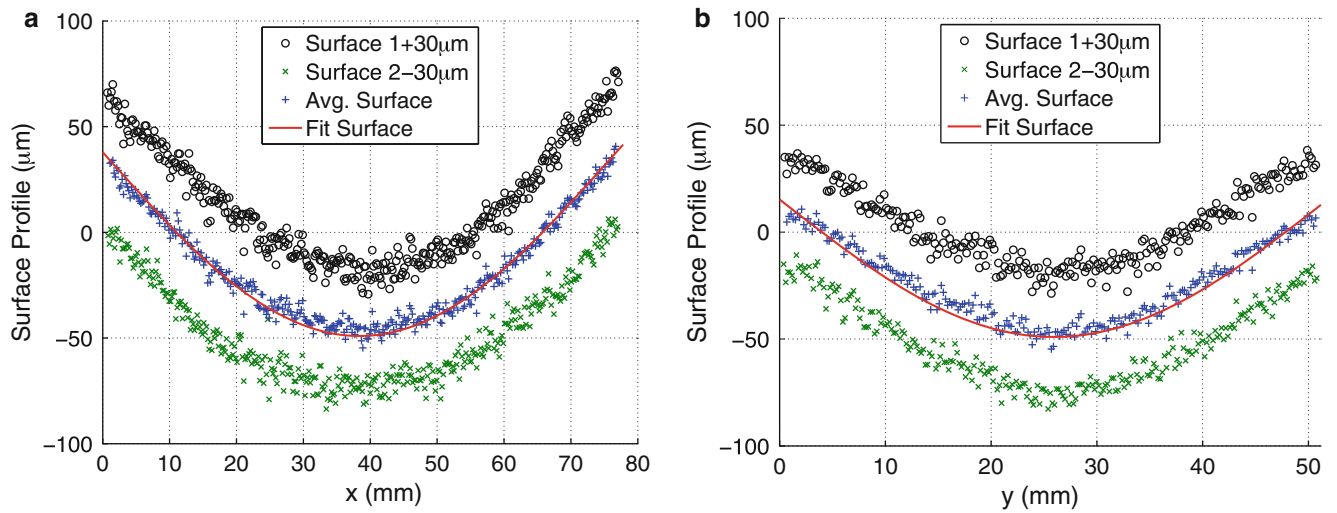 a
100
50
0
−50
−100
Surface Profile (μm)
Surface 1+30μm
Surface 2−30μm
Avg. Surface
Fit Surface
0 10 20 30 40 50 60 70 80
x (mm)
b
100
50
0
−50
−100
Surface Profile (μm)
Surface 1+30μm
Surface 2−30μm
Avg. Surface
Fit Surface
0 10 20 30 40 50
y (mm)